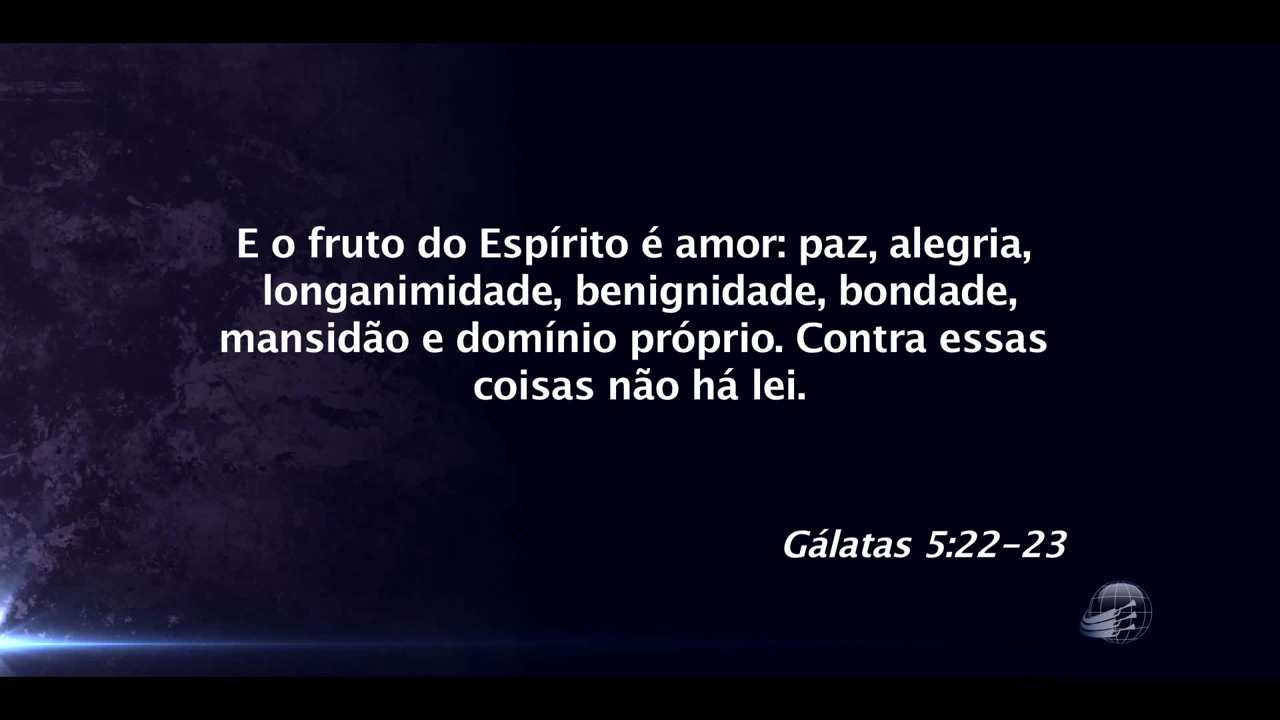 E o fruto do Espírito é amor: paz, alegria,
longanimidade, benignidade, bondade,
mansidão e domínio próprio. Contra essas
coisas não há lei.
Gálatas 5:22-23